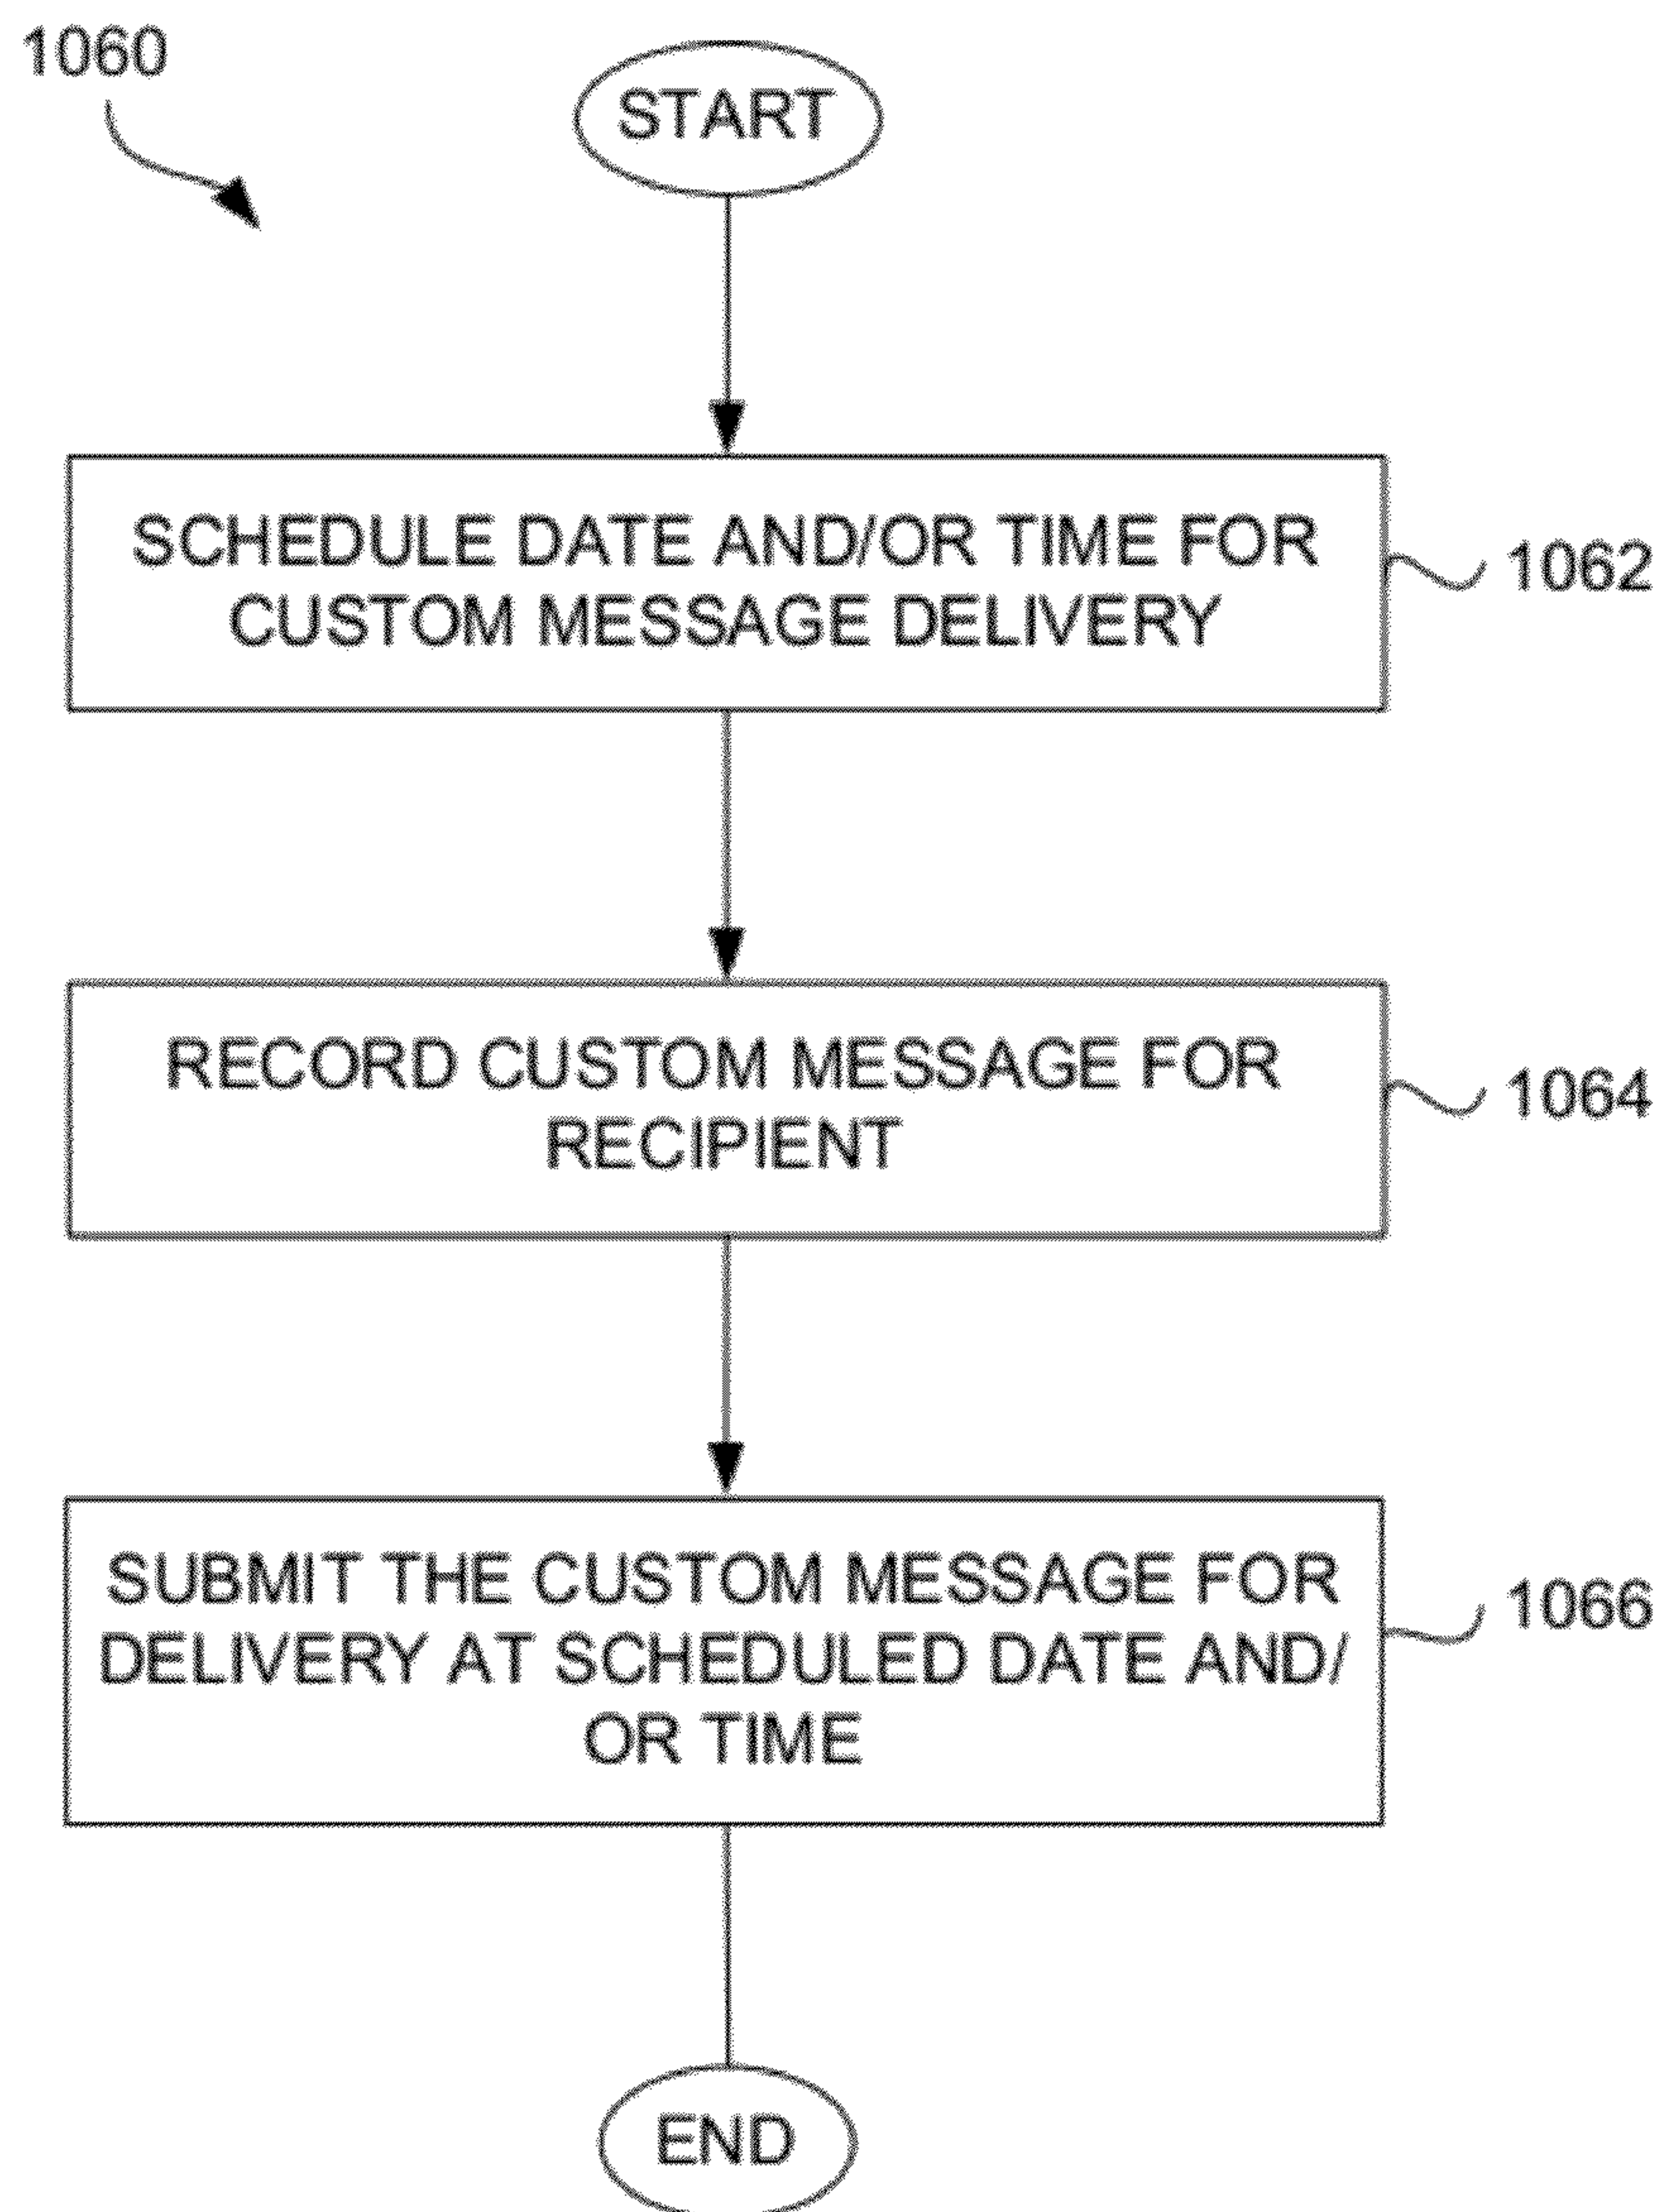 1060
START
SCHEDULE DATE AND/OR TIME FOR
CUSTOM MESSAGE DELIVERY
1062
RECORD CUSTOM MESSAGE FOR
RECIPIENT
1064
SUBMIT THE CUSTOM MESSAGE FOR
DELIVERY AT SCHEDULED DATE AND/
OR TIME
1066
END